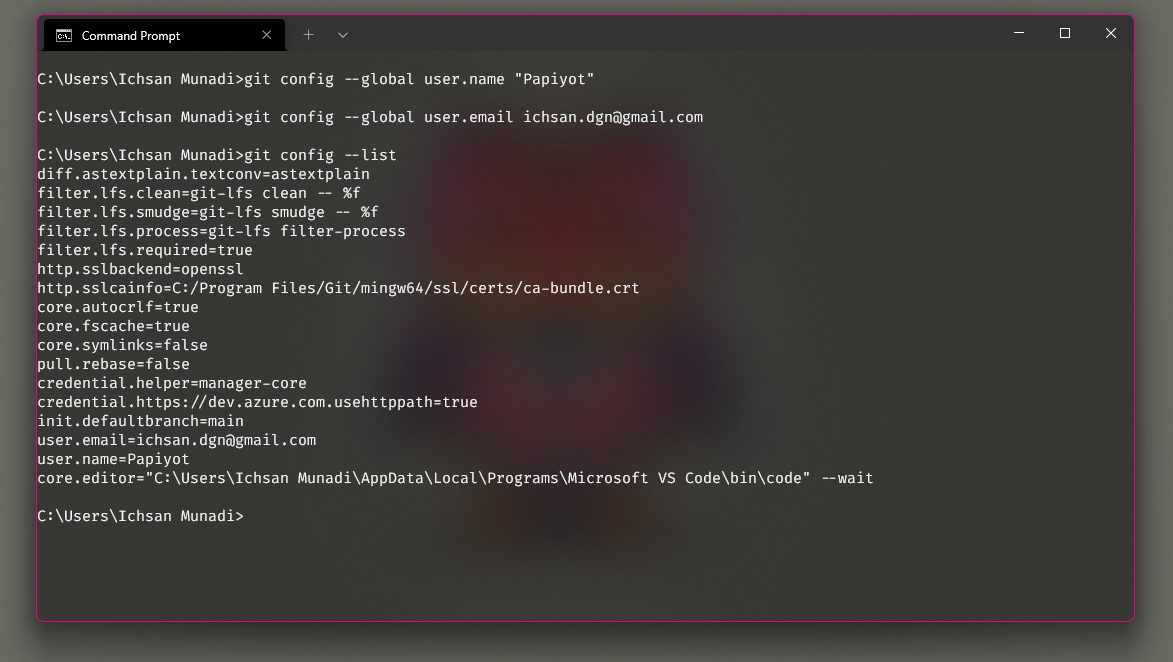 Command Prompt
C:\Users\Ichsan Munadi>git config --global user.name "Papiyot"
C:\Users\Ichsan Munadi>git config --global user.email ichsan.dgn@gmail.com
C:\Users\Ichsan Munadi>git config --list
diff.astextplain.textconv=astextplain
filter.lfs.clean=git-lfs clean -- %f
filter.lfs.smudge=git-lfs smudge -- %f
filter.lfs.process=git-lfs filter-process
filter.lfs.required=true
http.sslbackend=openssl
http.sslcainfo=C:/Program Files/Git/mingw64/ssl/certs/ca-bundle.crt
core.autocrlf=true
core.fscache=true
core.symlinks=false
pull.rebase=false
credential.helper=manager-core
credential.https://dev.azure.com.usehttppath=true
init.defaultbranch=main
user.email=ichsan.dgn@gmail.com
user.name=Papiyot
core.editor="C:\Users\Ichsan Munadi\AppData\Local\Programs\Microsoft VS Code\bin\code" --wait
C:\Users\Ichsan Munadi>